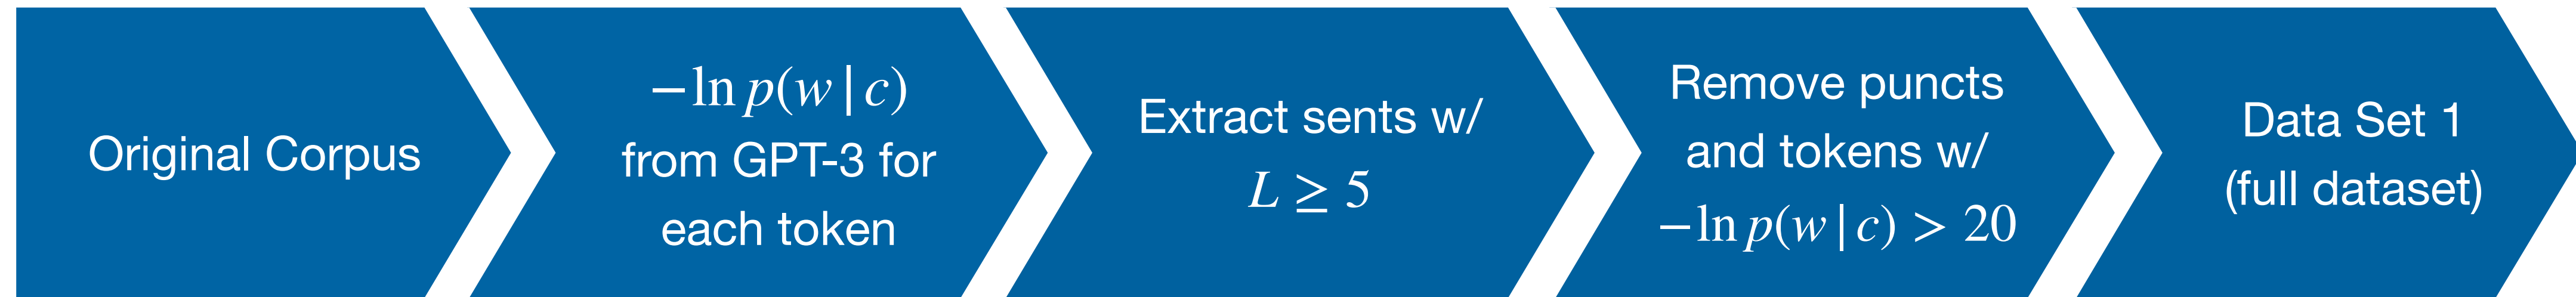 Original Corpus
−ln p(w | c)
from GPT-3 for
each token
Extract sents w/
L ≥ 5
Remove puncts
and tokens w/
−ln p(w | c) > 20
Data Set 1
(full dataset)